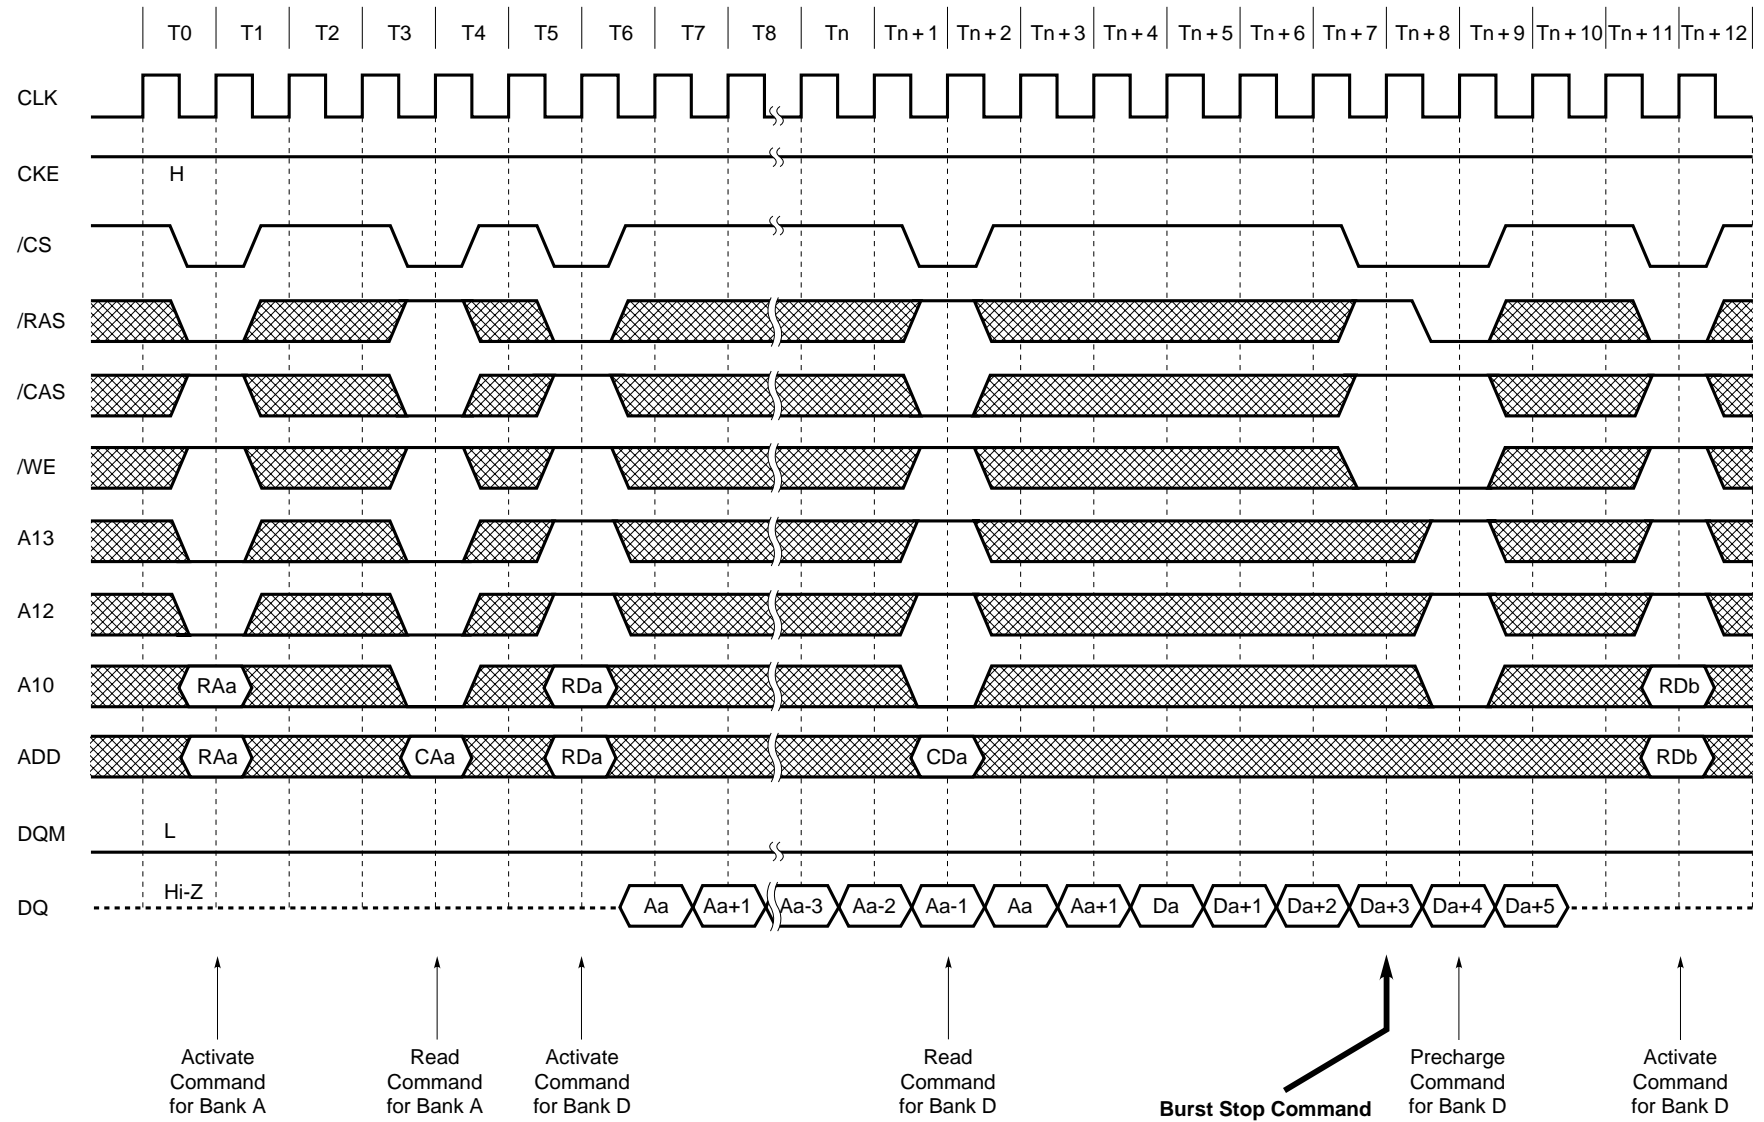 T0 T1 T2 T3 T4 T5 T6 T7 T8 Tn Tn + 1 Tn + 2 Tn + 3 Tn + 4 Tn + 5 Tn + 6 Tn + 7 Tn + 8 Tn + 9 Tn + 10 Tn + 11 Tn + 12
CLK
CKE H
/CS
/RAS
/CAS
/WE
A13
A12
A10 RAa RDa RDb
ADD RAa CAa RDa CDa RDb
DQM L
DQ Hi-Z Aa Aa+1 Aa-3 Aa-2 Aa-1 Aa Aa+1 Da Da+1 Da+2 Da+3 Da+4 Da+5
Activate
Command
for Bank A
Read
Command
for Bank A
Activate
Command
for Bank D
Read
Command
for Bank D
Burst Stop Command
Precharge
Command
for Bank D
Activate
Command
for Bank D